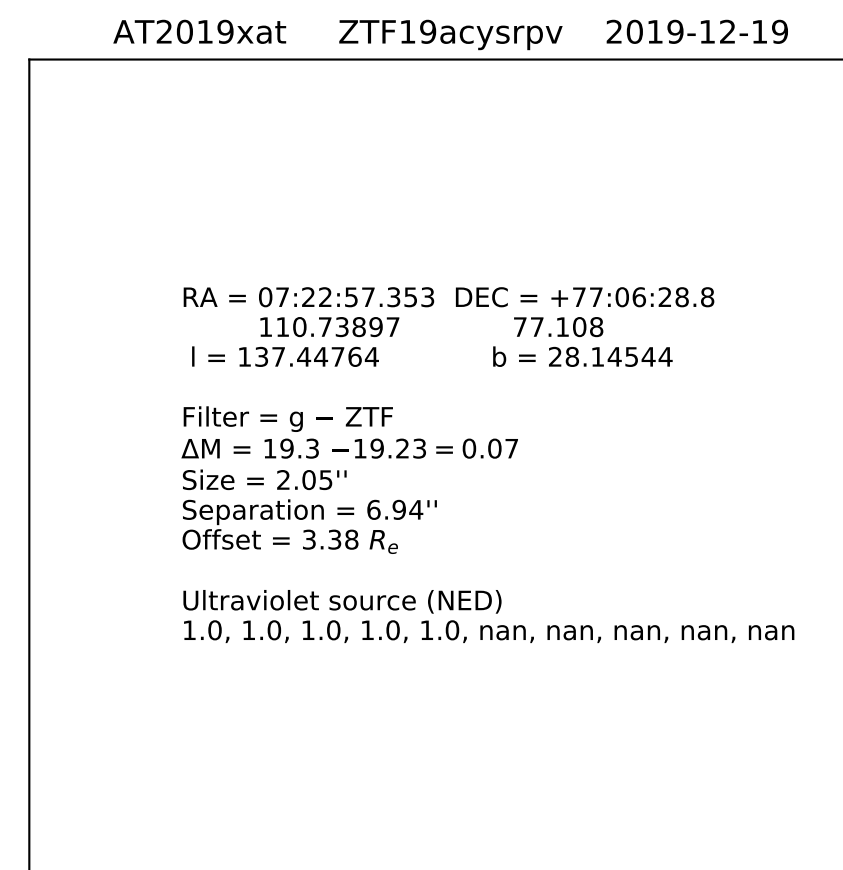 AT2019xat ZTF19acysrpv 2019-12-19
RA = 07:22:57.353 DEC = +77:06:28.8
110.73897 77.108
l = 137.44764 b = 28.14544
Filter = g − ZTF
ΔM = 19.3 −19.23 = 0.07
Size = 2.05''
Separation = 6.94''
Offset = 3.38 Rₑ
Ultraviolet source (NED)
1.0, 1.0, 1.0, 1.0, 1.0, nan, nan, nan, nan, nan